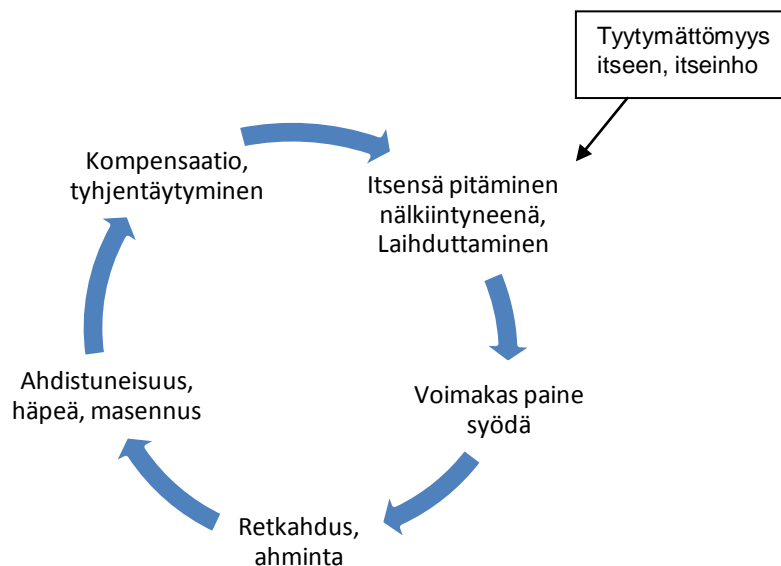 Tyytymättömyys
itseen, itseinho
Kompensaatio,
tyhjentäytyminen
Itsensä pitäminen
nälkiintyneenä,
Laihduttaminen
Voimakas paine
syödä
Retkahdus,
ahminta
Ahdistuneisuus,
häpeä, masennus